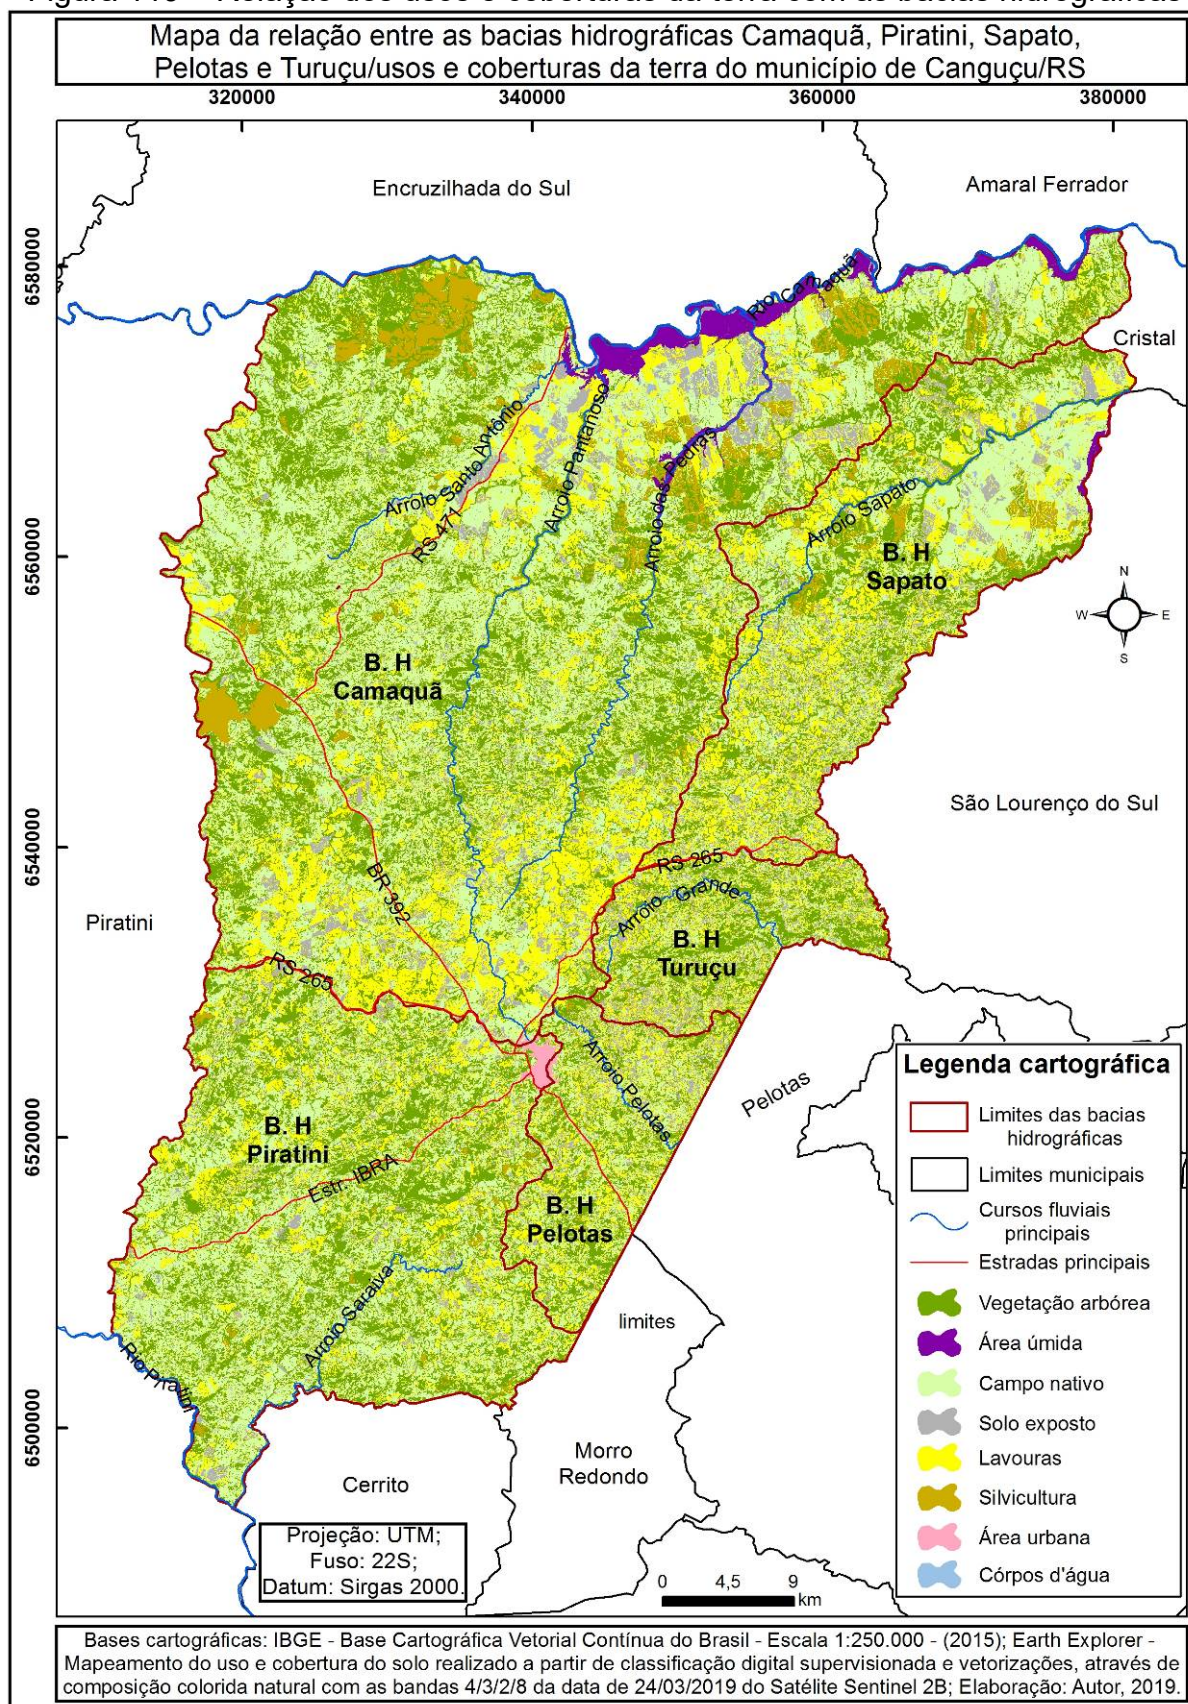 Mapa da relação entre as bacias hidrográficas Camaquã, Piratini, Sapato,
Pelotas e Turuçu/usos e coberturas da terra do município de Canguçu/RS
320000 340000 360000 380000
Encruzilhada do Sul
Amaral Ferrador
6580000
Rio Camaquã
Cristal
Arroio Santo Antônio
RS 471
Arroio Pantanoso
Arroio das Pedras
Arroio Sapato
6560000
B. H
Sapato
N
W E
S
B. H
Camaquã
São Lourenço do Sul
6540000
RS 265
BR 392
Arroio Grande
Piratini
B. H
Turuçu
RS 265
Arroio Pelotas
Pelotas
6520000
B. H
Piratini
Estr. IBRA
B. H
Pelotas
Arroio Saraiva
limites
Rio Piratini
6500000
Morro
Redondo
Cerrito
Legenda cartográfica
Limites das bacias
hidrográficas
Limites municipais
Cursos fluviais
principais
Estradas principais
Vegetação arbórea
Área úmida
Campo nativo
Solo exposto
Lavouras
Silvicultura
Área urbana
Córpos d'água
Projeção: UTM;
Fuso: 22S;
Datum: Sirgas 2000.
0 4,5 9
km
Bases cartográficas: IBGE - Base Cartográfica Vetorial Contínua do Brasil - Escala 1:250.000 - (2015); Earth Explorer -
Mapeamento do uso e cobertura do solo realizado a partir de classificação digital supervisionada e vetorizações, através de
composição colorida natural com as bandas 4/3/2/8 da data de 24/03/2019 do Satélite Sentinel 2B; Elaboração: Autor, 2019.